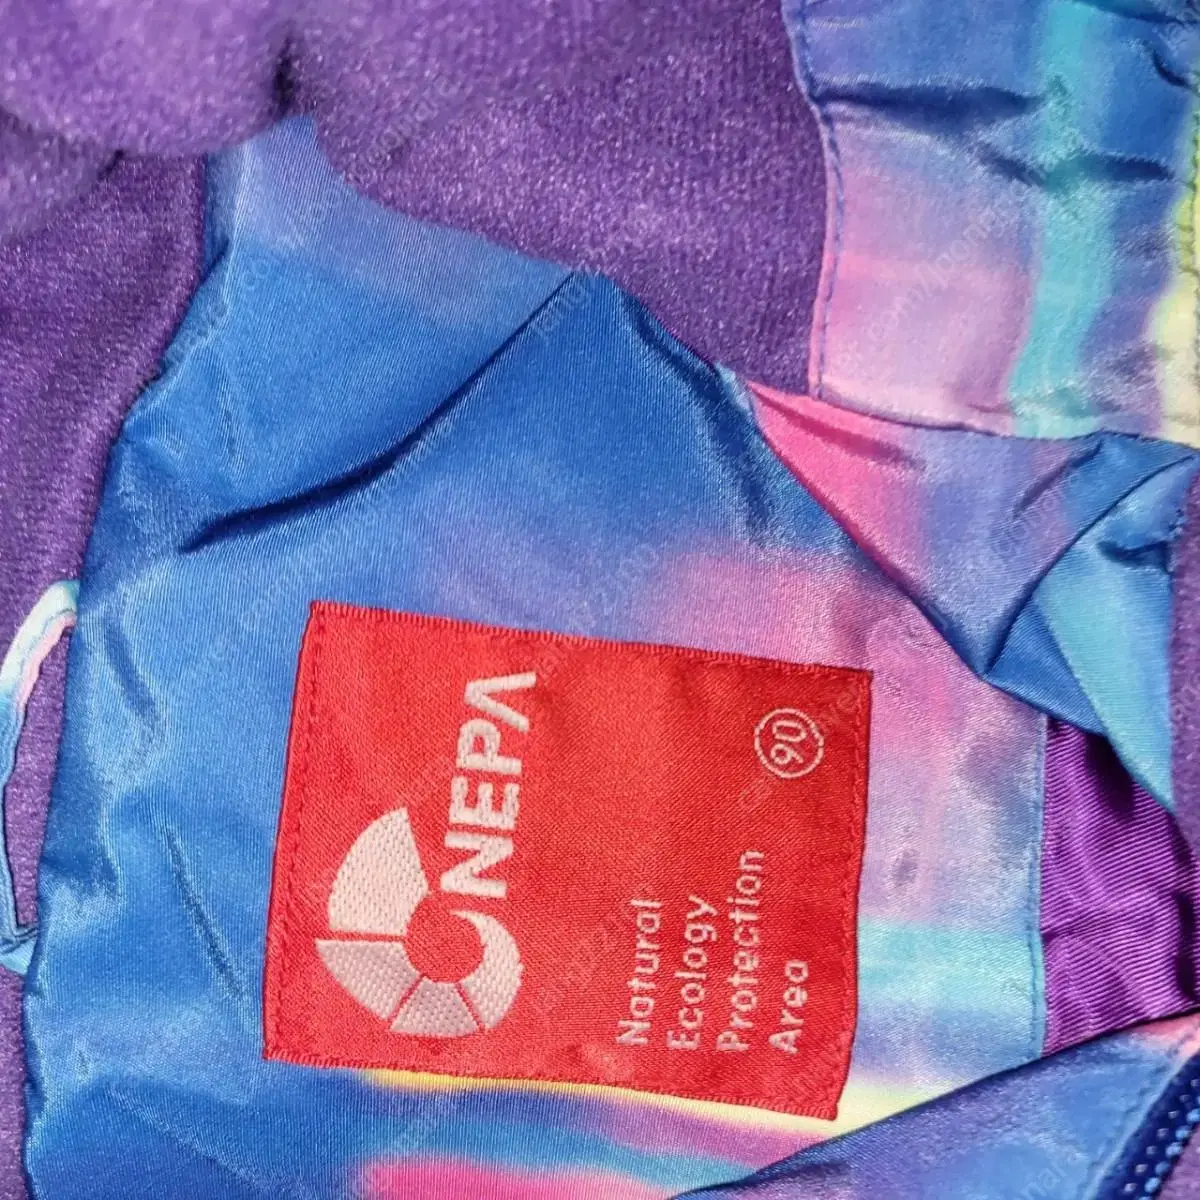 NEPA
90
Natural
Ecology
Protection
Area